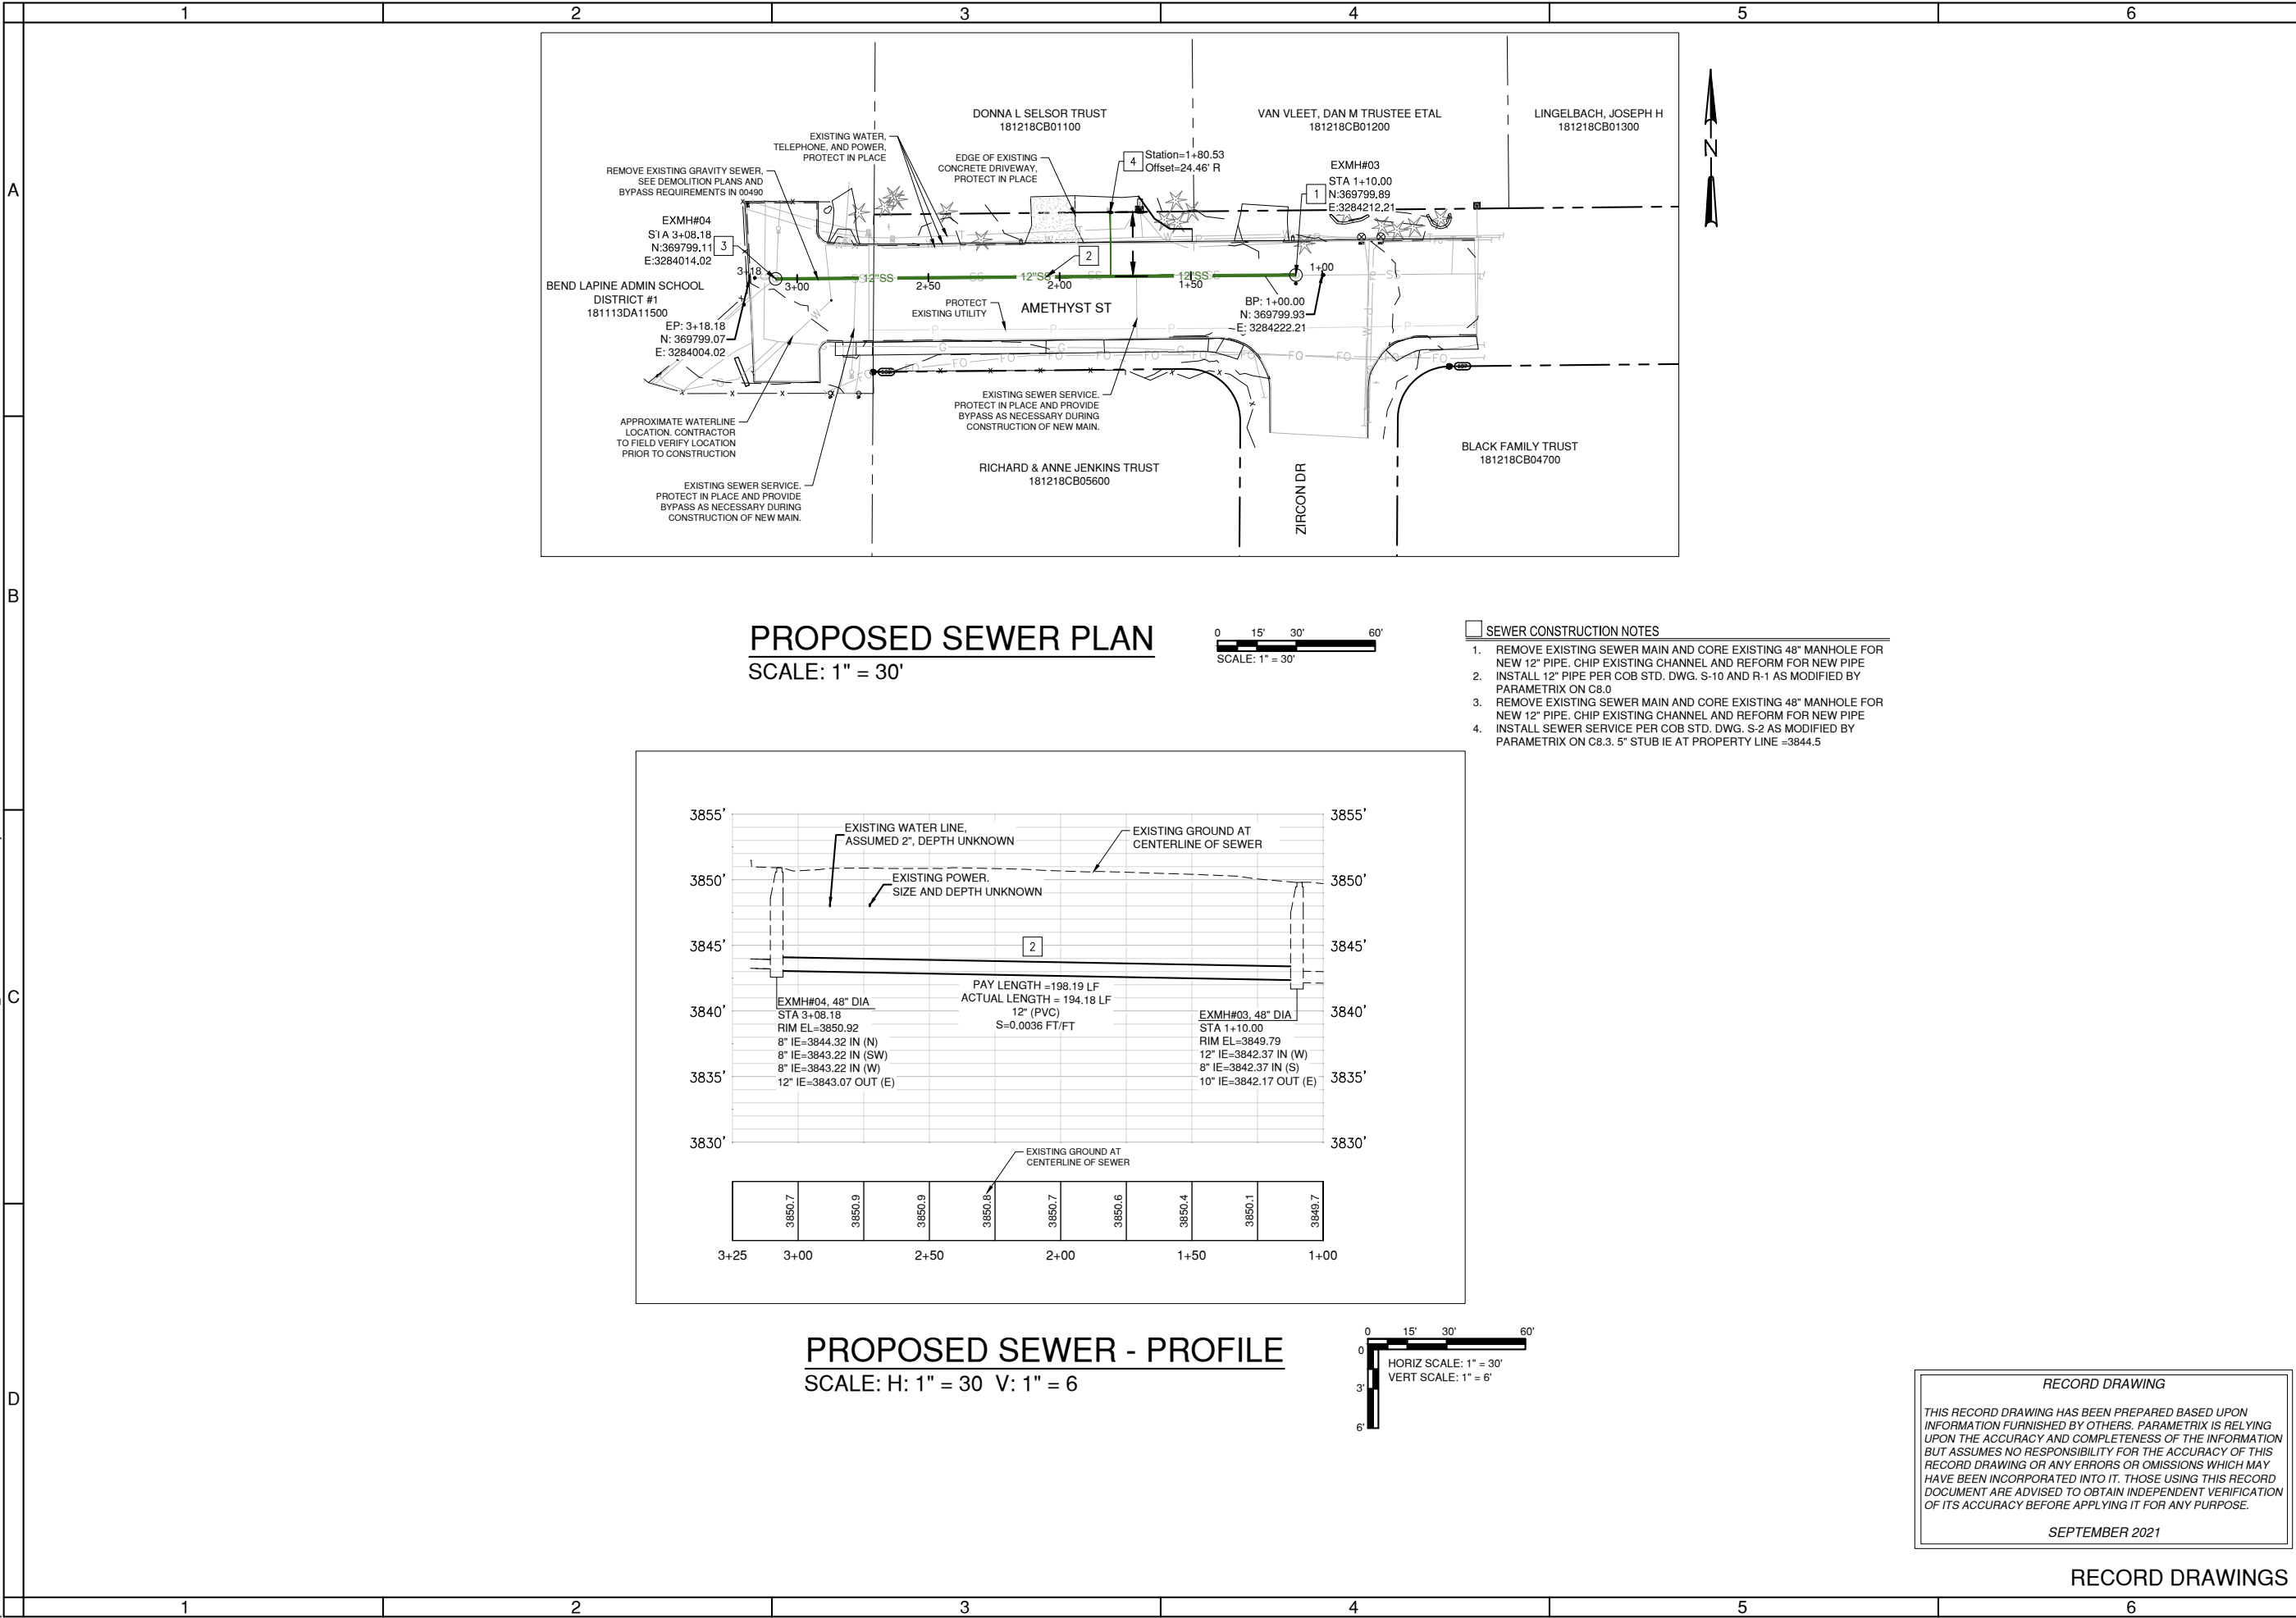 1 2 3 4 5 6
A
B
C
D
DONNA L SELSOR TRUST
181218CB01100
VAN VLEET, DAN M TRUSTEE ETAL
181218CB01200
LINGELBACH, JOSEPH H
181218CB01300
N
EXISTING WATER,
TELEPHONE, AND POWER,
PROTECT IN PLACE
EDGE OF EXISTING
CONCRETE DRIVEWAY,
PROTECT IN PLACE
4
Station=1+80.53
Offset=24.46' R
REMOVE EXISTING GRAVITY SEWER,
SEE DEMOLITION PLANS AND
BYPASS REQUIREMENTS IN 00490
1
EXMH#03
STA 1+10.00
N:369799.89
E:3284212.21
EXMH#04
STA 3+08.18
N:369799.11
E:3284014.02
3
2
3+18
3+00
12"SS
2+50
12"SS
2+00
12"SS
1+50
1+00
BEND LAPINE ADMIN SCHOOL
DISTRICT #1
181113DA11500
EP: 3+18.18
N: 369799.07
E: 3284004.02
PROTECT
EXISTING UTILITY
AMETHYST ST
BP: 1+00.00
N: 369799.93
E: 3284222.21
P P P P
G G G
FO FO FO FO FO FO FO FO FO FO
APPROXIMATE WATERLINE
LOCATION. CONTRACTOR
TO FIELD VERIFY LOCATION
PRIOR TO CONSTRUCTION
EXISTING SEWER SERVICE.
PROTECT IN PLACE AND PROVIDE
BYPASS AS NECESSARY DURING
CONSTRUCTION OF NEW MAIN.
EXISTING SEWER SERVICE.
PROTECT IN PLACE AND PROVIDE
BYPASS AS NECESSARY DURING
CONSTRUCTION OF NEW MAIN.
RICHARD & ANNE JENKINS TRUST
181218CB05600
ZIRCON DR
BLACK FAMILY TRUST
181218CB04700
PROPOSED SEWER PLAN
SCALE: 1" = 30'
0 15' 30' 60'
SCALE: 1" = 30'
SEWER CONSTRUCTION NOTES
1. REMOVE EXISTING SEWER MAIN AND CORE EXISTING 48" MANHOLE FOR
NEW 12" PIPE. CHIP EXISTING CHANNEL AND REFORM FOR NEW PIPE
2. INSTALL 12" PIPE PER COB STD. DWG. S-10 AND R-1 AS MODIFIED BY
PARAMETRIX ON C8.0
3. REMOVE EXISTING SEWER MAIN AND CORE EXISTING 48" MANHOLE FOR
NEW 12" PIPE. CHIP EXISTING CHANNEL AND REFORM FOR NEW PIPE
4. INSTALL SEWER SERVICE PER COB STD. DWG. S-2 AS MODIFIED BY
PARAMETRIX ON C8.3. 5" STUB IE AT PROPERTY LINE =3844.5
3855' 3855'
3850' 3850'
3845' 3845'
3840' 3840'
3835' 3835'
3830' 3830'
EXISTING WATER LINE,
ASSUMED 2", DEPTH UNKNOWN
EXISTING GROUND AT
CENTERLINE OF SEWER
EXISTING POWER.
SIZE AND DEPTH UNKNOWN
2
PAY LENGTH =198.19 LF
ACTUAL LENGTH = 194.18 LF
12" (PVC)
S=0.0036 FT/FT
EXMH#04, 48" DIA
STA 3+08.18
RIM EL=3850.92
8" IE=3844.32 IN (N)
8" IE=3843.22 IN (SW)
8" IE=3843.22 IN (W)
12" IE=3843.07 OUT (E)
EXMH#03, 48" DIA
STA 1+10.00
RIM EL=3849.79
12" IE=3842.37 IN (W)
8" IE=3842.37 IN (S)
10" IE=3842.17 OUT (E)
EXISTING GROUND AT
CENTERLINE OF SEWER
3850.7 3850.9 3850.9 3850.8 3850.7 3850.6 3850.4 3850.1 3849.7
3+25 3+00 2+50 2+00 1+50 1+00
PROPOSED SEWER - PROFILE
SCALE: H: 1" = 30 V: 1" = 6
0 15' 30' 60'
0
3'
6'
HORIZ SCALE: 1" = 30'
VERT SCALE: 1" = 6'
RECORD DRAWING
THIS RECORD DRAWING HAS BEEN PREPARED BASED UPON
INFORMATION FURNISHED BY OTHERS. PARAMETRIX IS RELYING
UPON THE ACCURACY AND COMPLETENESS OF THE INFORMATION
BUT ASSUMES NO RESPONSIBILITY FOR THE ACCURACY OF THIS
RECORD DRAWING OR ANY ERRORS OR OMISSIONS WHICH MAY
HAVE BEEN INCORPORATED INTO IT. THOSE USING THIS RECORD
DOCUMENT ARE ADVISED TO OBTAIN INDEPENDENT VERIFICATION
OF ITS ACCURACY BEFORE APPLYING IT FOR ANY PURPOSE.
SEPTEMBER 2021
RECORD DRAWINGS
1 2 3 4 5 6